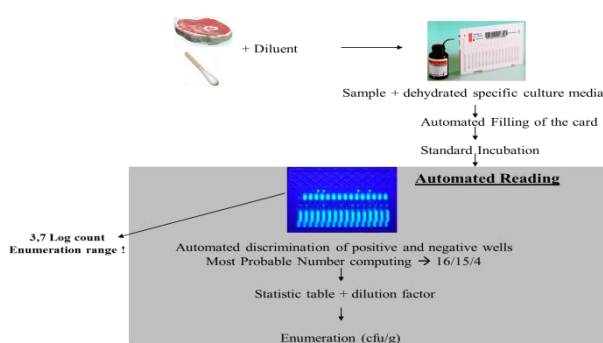 + Diluent
Sample + dehydrated specific culture media
Automated Filling of the card
Standard Incubation
Automated Reading
3,7 Log count
Enumeration range !
Automated discrimination of positive and negative wells
Most Probable Number computing → 16/15/4
Statistic table + dilution factor
Enumeration (cfu/g)